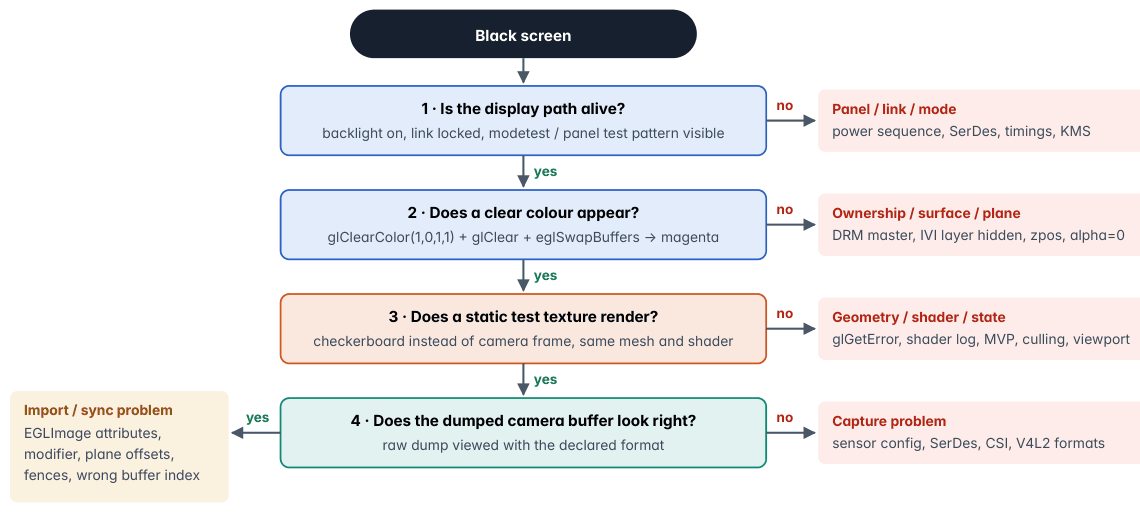 Black screen
1 · Is the display path alive?
backlight on, link locked, modetest / panel test pattern visible
no
Panel / link / mode
power sequence, SerDes, timings, KMS
yes
2 · Does a clear colour appear?
glClearColor(1,0,1,1) + glClear + eglSwapBuffers → magenta
no
Ownership / surface / plane
DRM master, IVI layer hidden, zpos, alpha=0
yes
3 · Does a static test texture render?
checkerboard instead of camera frame, same mesh and shader
no
Geometry / shader / state
glGetError, shader log, MVP, culling, viewport
yes
4 · Does the dumped camera buffer look right?
raw dump viewed with the declared format
no
Capture problem
sensor config, SerDes, CSI, V4L2 formats
yes
Import / sync problem
EGLImage attributes,
modifier, plane offsets,
fences, wrong buffer index